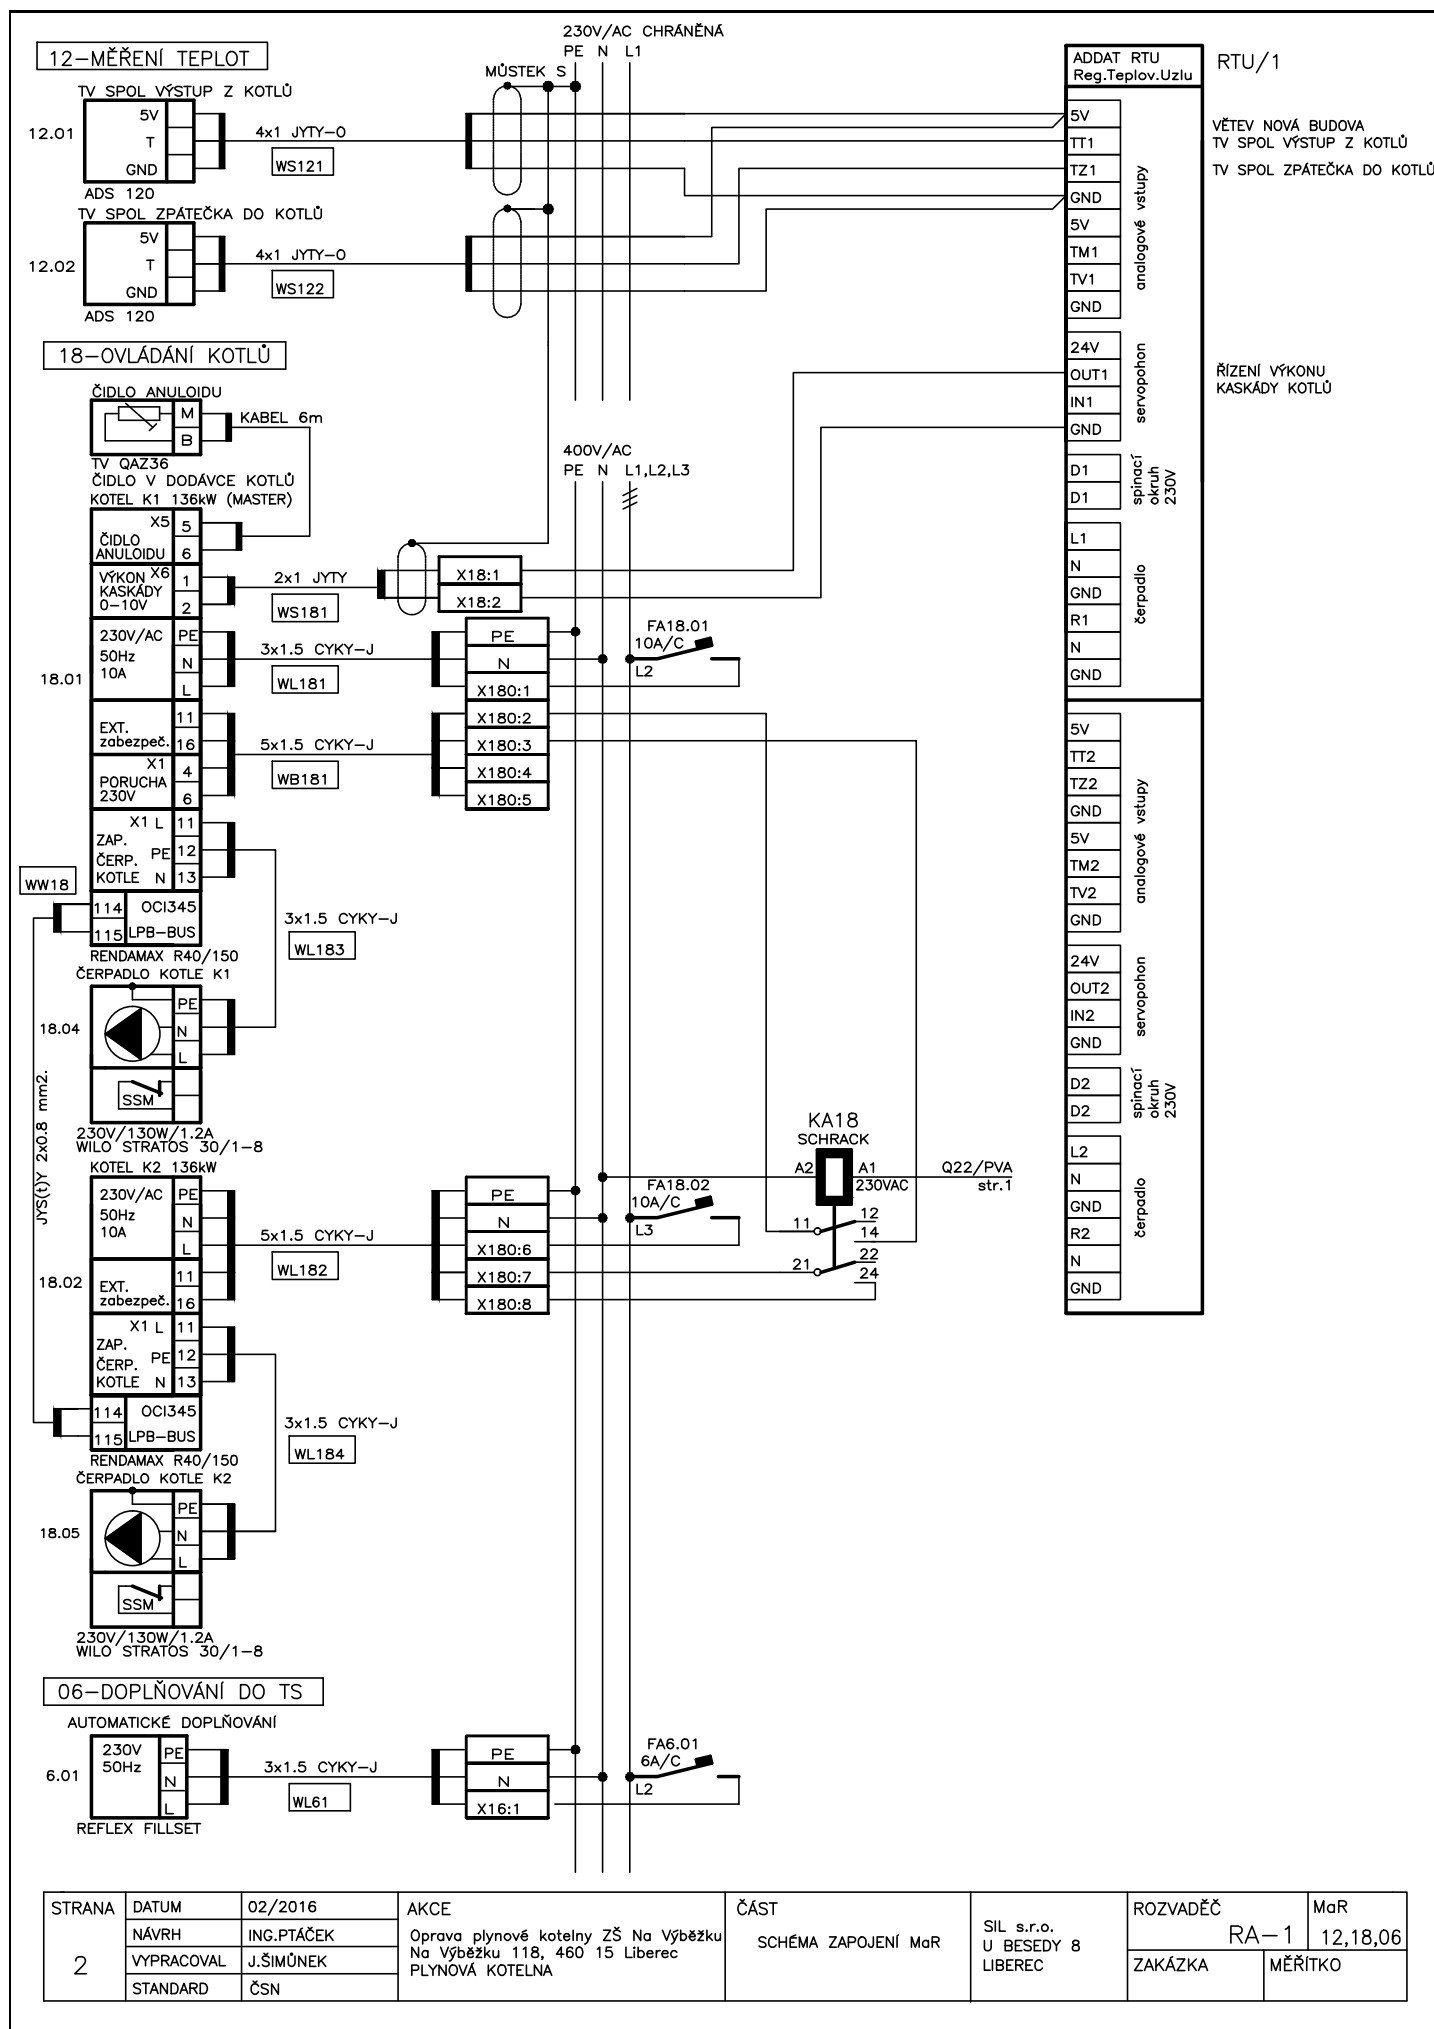 230V/AC CHRÁNĚNÁ
PE N L1
12-MĚŘENÍ TEPLOT
MŮSTEK S
TV SPOL VÝSTUP Z KOTLŮ
12.01
5V
T
GND
4x1 JYTY-O
WS121
ADS 120
TV SPOL ZPÁTEČKA DO KOTLŮ
12.02
5V
T
GND
4x1 JYTY-O
WS122
ADS 120
18-OVLÁDÁNÍ KOTLŮ
ČIDLO ANULOIDU
M
B
KABEL 6m
TV QAZ36
ČIDLO V DODÁVCE KOTLŮ
KOTEL K1 136kW (MASTER)
400V/AC
PE N L1,L2,L3
X5 5
ČIDLO
ANULOIDU 6
VÝKON X6 1
KASKÁDY
0-10V 2
2x1 JYTY
WS181
X18:1
X18:2
18.01
230V/AC PE
50Hz N
10A
L
3x1.5 CYKY-J
WL181
PE
N
X180:1
FA18.01
10A/C
L2
EXT. 11
zabezpeč. 16
X1 4
PORUCHA
230V 6
5x1.5 CYKY-J
WB181
X180:2
X180:3
X180:4
X180:5
X1 L 11
ZAP.
ČERP. PE 12
KOTLE N 13
WW18
114 OCI345
115 LPB-BUS
3x1.5 CYKY-J
WL183
RENDAMAX R40/150
ČERPADLO KOTLE K1
18.04
PE
N
L
SSM
JYS(t)Y 2x0.8 mm2.
230V/130W/1.2A
WILO STRATOS 30/1-8
KOTEL K2 136kW
18.02
230V/AC PE
50Hz N
10A
L
EXT. 11
zabezpeč. 16
5x1.5 CYKY-J
WL182
PE
N
X180:6
X180:7
X180:8
FA18.02
10A/C
L3
KA18
SCHRACK
A2 A1
230VAC
Q22/PVA
str.1
11 12
14
21 22
24
X1 L 11
ZAP.
ČERP. PE 12
KOTLE N 13
114 OCI345
115 LPB-BUS
3x1.5 CYKY-J
WL184
RENDAMAX R40/150
ČERPADLO KOTLE K2
18.05
PE
N
L
SSM
230V/130W/1.2A
WILO STRATOS 30/1-8
06-DOPLŇOVÁNÍ DO TS
AUTOMATICKÉ DOPLŇOVÁNÍ
6.01
230V PE
50Hz
N
L
3x1.5 CYKY-J
WL61
PE
N
X16:1
FA6.01
6A/C
L2
REFLEX FILLSET
ADDAT RTU
Reg.Teplov.Uzlu
RTU/1
5V
TT1
TZ1
GND
5V
TM1
TV1
GND
analogové vstupy
VĚTEV NOVÁ BUDOVA
TV SPOL VÝSTUP Z KOTLŮ
TV SPOL ZPÁTEČKA DO KOTLŮ
24V
OUT1
IN1
GND
servopohon
ŘÍZENÍ VÝKONU
KASKÁDY KOTLŮ
D1
D1
spinací
okruh
230V
L1
N
GND
R1
N
GND
čerpadlo
5V
TT2
TZ2
GND
5V
TM2
TV2
GND
analogové vstupy
24V
OUT2
IN2
GND
servopohon
D2
D2
spinací
okruh
230V
L2
N
GND
R2
N
GND
čerpadlo
STRANA
2
DATUM 02/2016
NÁVRH ING.PTÁČEK
VYPRACOVAL J.ŠIMŮNEK
STANDARD ČSN
AKCE
Oprava plynové kotelny ZŠ Na Výběžku
Na Výběžku 118, 460 15 Liberec
PLYNOVÁ KOTELNA
ČÁST
SCHÉMA ZAPOJENÍ MaR
SIL s.r.o.
U BESEDY 8
LIBEREC
ROZVADĚČ
RA-1
MaR
12,18,06
ZAKÁZKA
MĚŘÍTKO